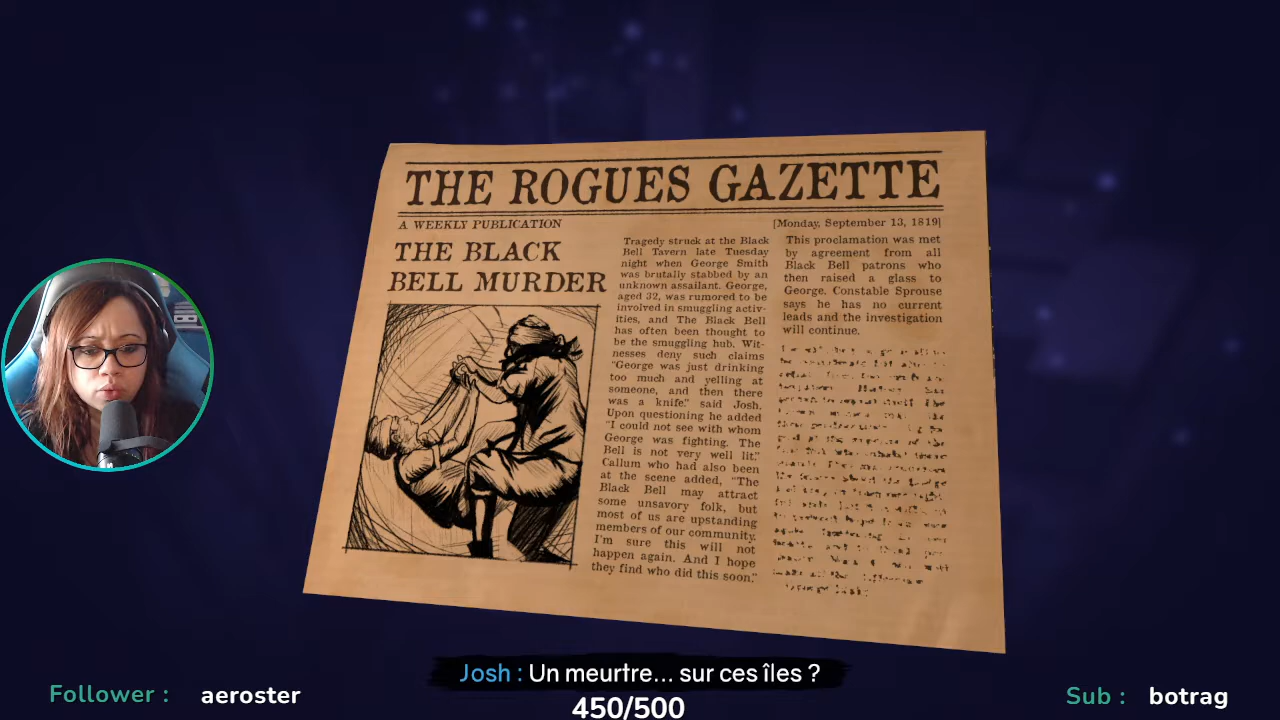 THE ROGUES GAZETTE
A WEEKLY PUBLICATION
[Monday, September 13, 1819]
THE BLACK
BELL MURDER
Tragedy struck at the Black
Bell Tavern late Tuesday
night when George Smith
was brutally stabbed by an
unknown assailant. George,
aged 32, was rumored to be
involved in smuggling activ-
ities, and The Black Bell
has often been thought to
be the smuggling hub. Wit-
nesses deny such claims
"George was just drinking
too much and yelling at
someone, and then there
was a knife." said Josh.
Upon questioning he added
"I could not see with whom
George was fighting. The
Bell is not very well lit."
Callum who had also been
at the scene added, "The
Black Bell may attract
some unsavory folk, but
most of us are upstanding
members of our community.
I'm sure this will not
happen again. And I hope
they find who did this soon."
This proclamation was met
by agreement from all
Black Bell patrons who
then raised a glass to
George. Constable Sprouse
says he has no current
leads and the investigation
will continue.
Josh : Un meurtre... sur ces îles ?
Follower : aeroster
450/500
Sub : botrag